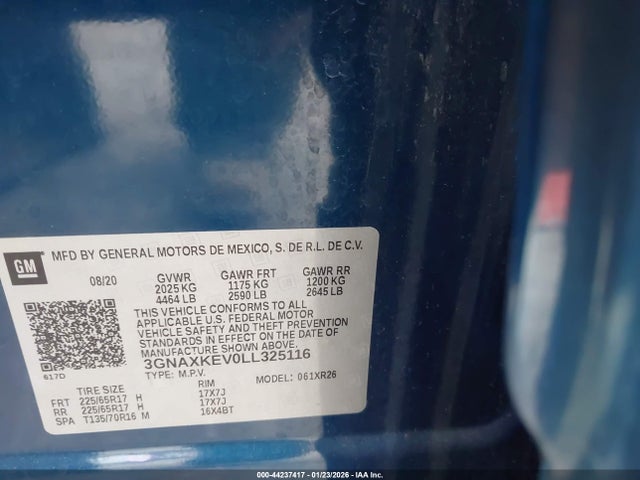 GM
MFD BY GENERAL MOTORS DE MEXICO, S. DE R.L. DE C.V.
08/20 GVWR GAWR FRT GAWR RR
2025 KG 1175 KG 1200 KG
4464 LB 2590 LB 2645 LB
THIS VEHICLE CONFORMS TO ALL
APPLICABLE U.S. FEDERAL MOTOR
VEHICLE SAFETY AND THEFT PREVENTION
STANDARDS IN EFFECT ON THE DATE OF
MANUFACTURE SHOWN ABOVE.
3GNAXKEV0LL325116
617D
TYPE: M.P.V. MODEL: 061XR26
TIRE SIZE RIM
FRT 225/65R17 H 17X7J
RR 225/65R17 H 17X7J
SPA T135/70R16 M 16X4BT
000-44237417 - 01/23/2026 - © IAA, Inc.